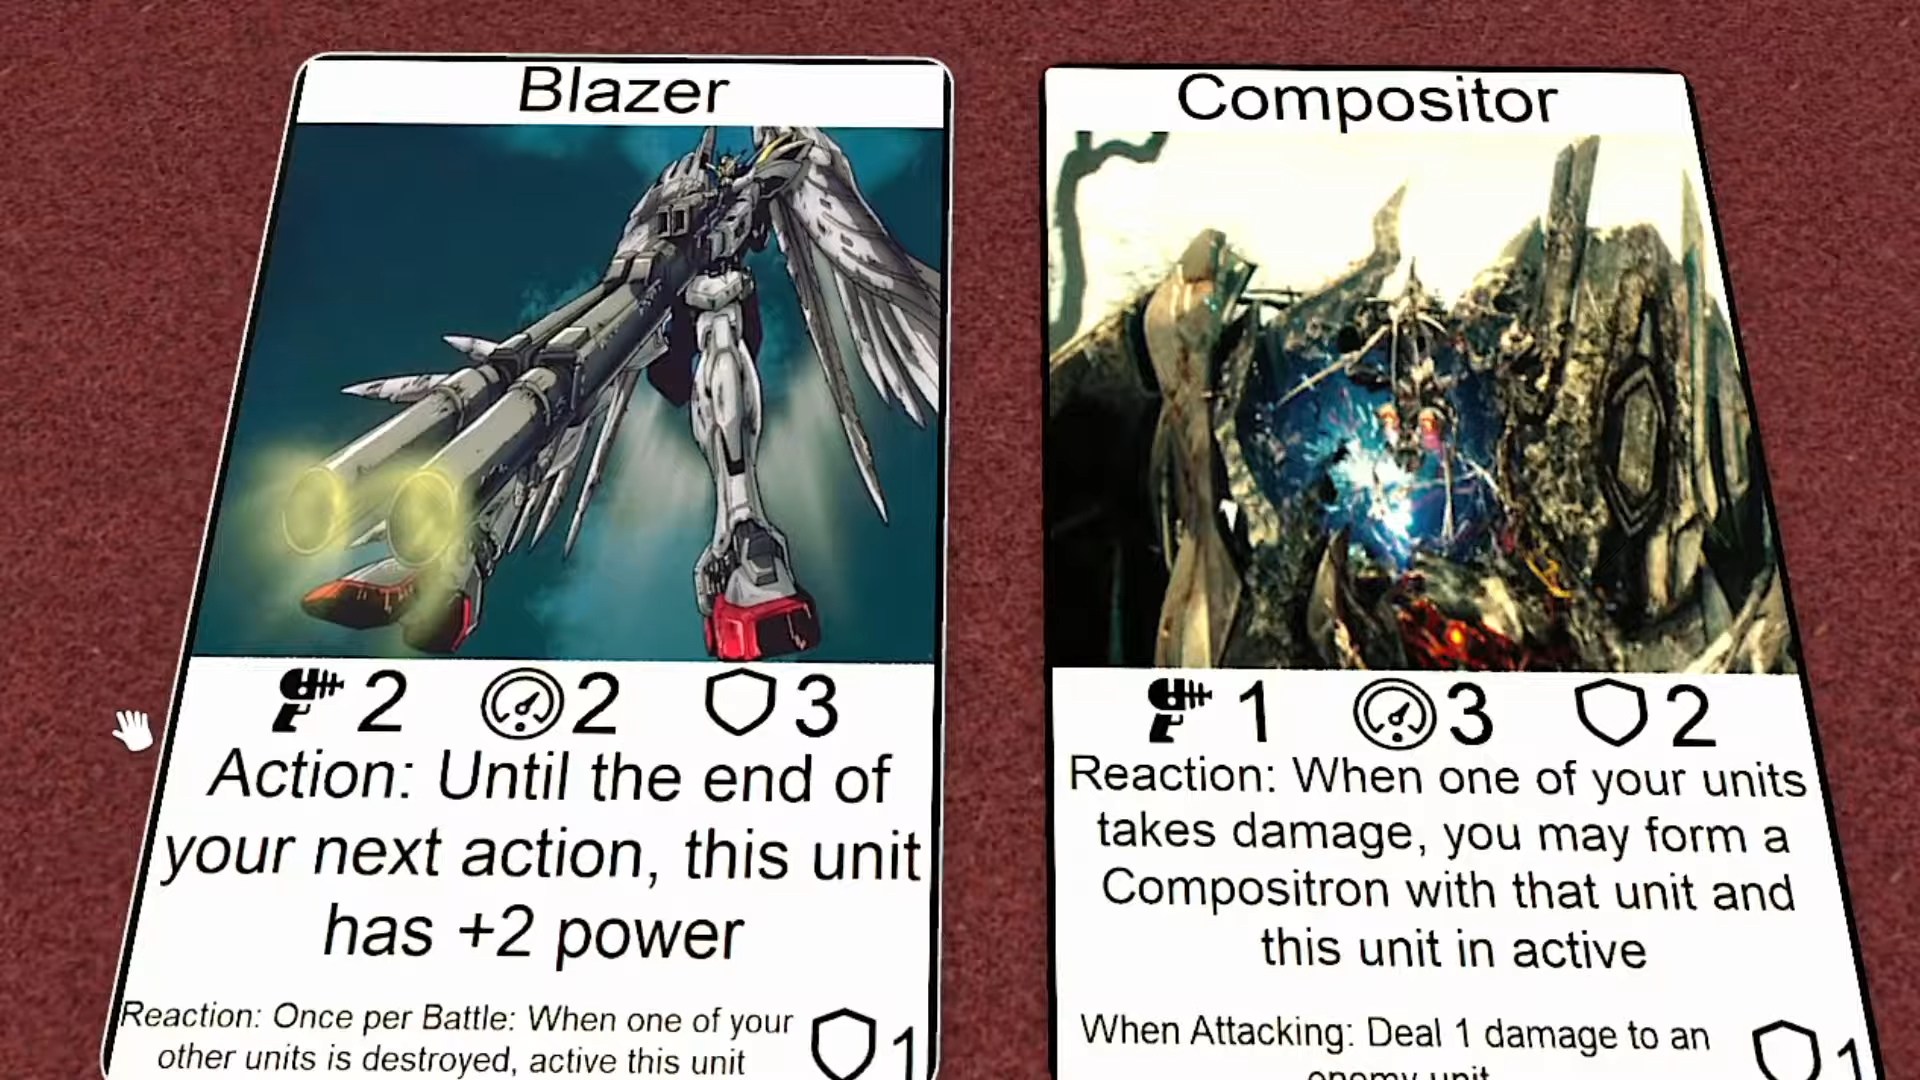 Blazer
2 2 3
Action: Until the end of
your next action, this unit
has +2 power
Reaction: Once per Battle: When one of your
other units is destroyed, active this unit
1
Compositor
1 3 2
Reaction: When one of your units
takes damage, you may form a
Compositron with that unit and
this unit in active
When Attacking: Deal 1 damage to an
enemy unit
1